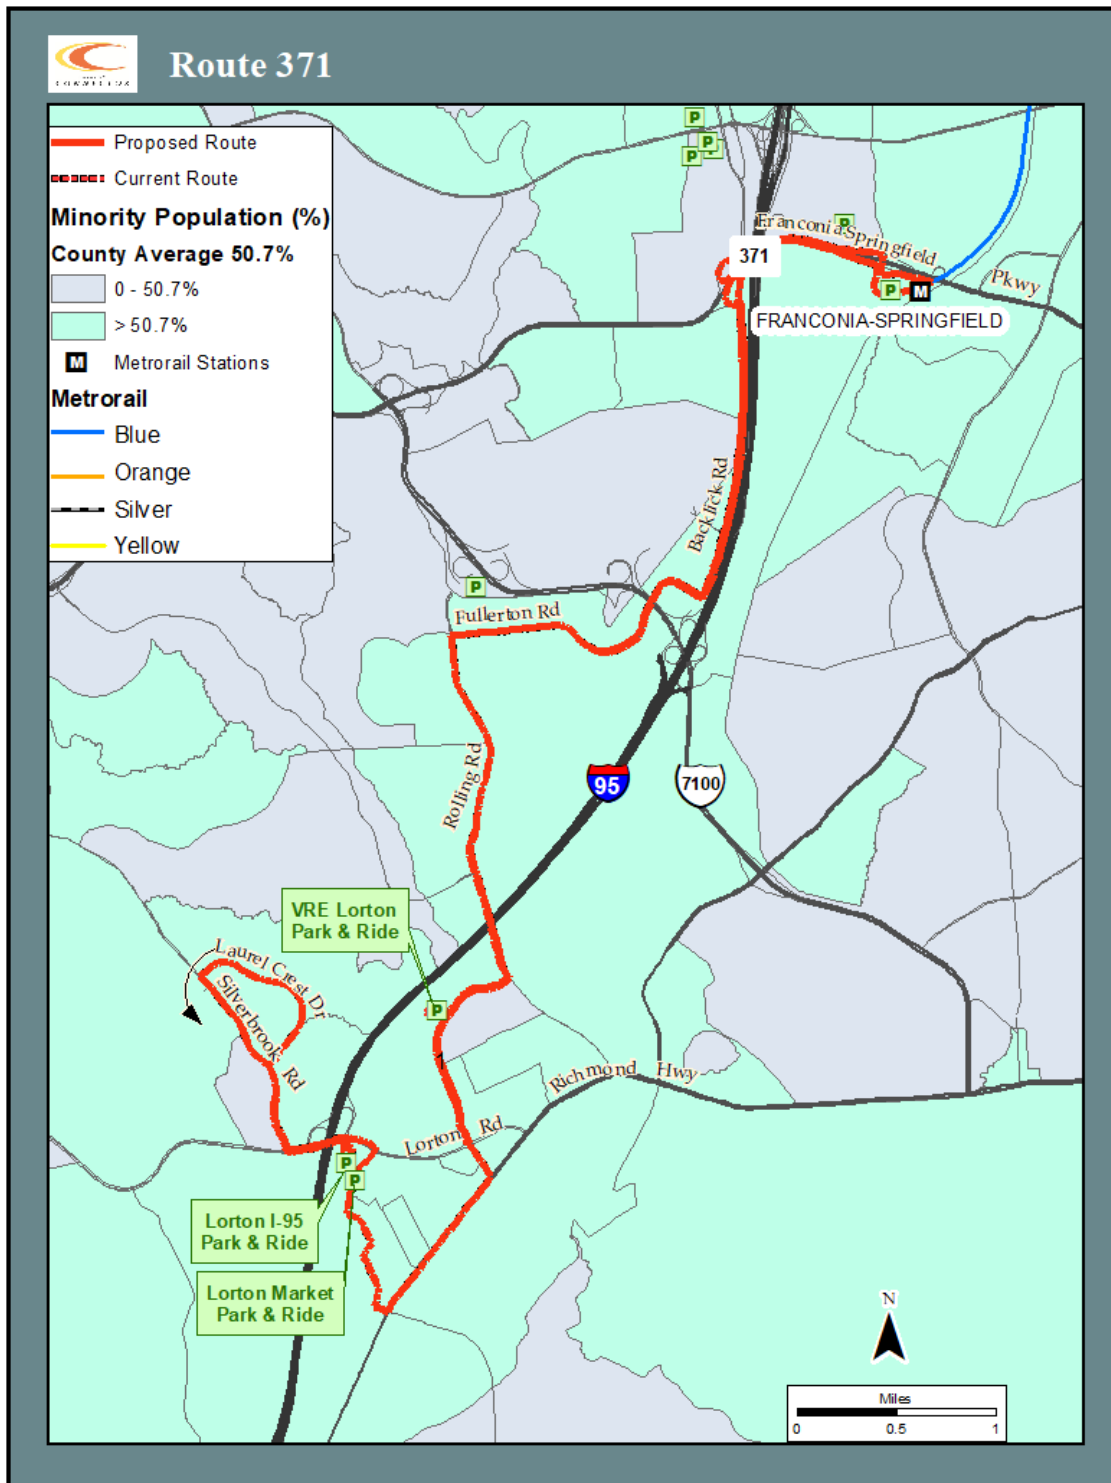 CONNECTOR
Route 371
Proposed Route
Current Route
Minority Population (%)
County Average 50.7%
0 - 50.7%
> 50.7%
M
Metrorail Stations
Metrorail
Blue
Orange
Silver
Yellow
P
P
P
P
P
Franconia-Springfield
Pkwy
371
P
M
FRANCONIA-SPRINGFIELD
Backlick Rd
P
Fullerton Rd
Rolling Rd
95
7100
VRE Lorton
Park & Ride
P
Laurel Crest Dr
Silverbrook Rd
Richmond Hwy
Lorton Rd
P
P
Lorton I-95
Park & Ride
Lorton Market
Park & Ride
N
Miles
0 0.5 1